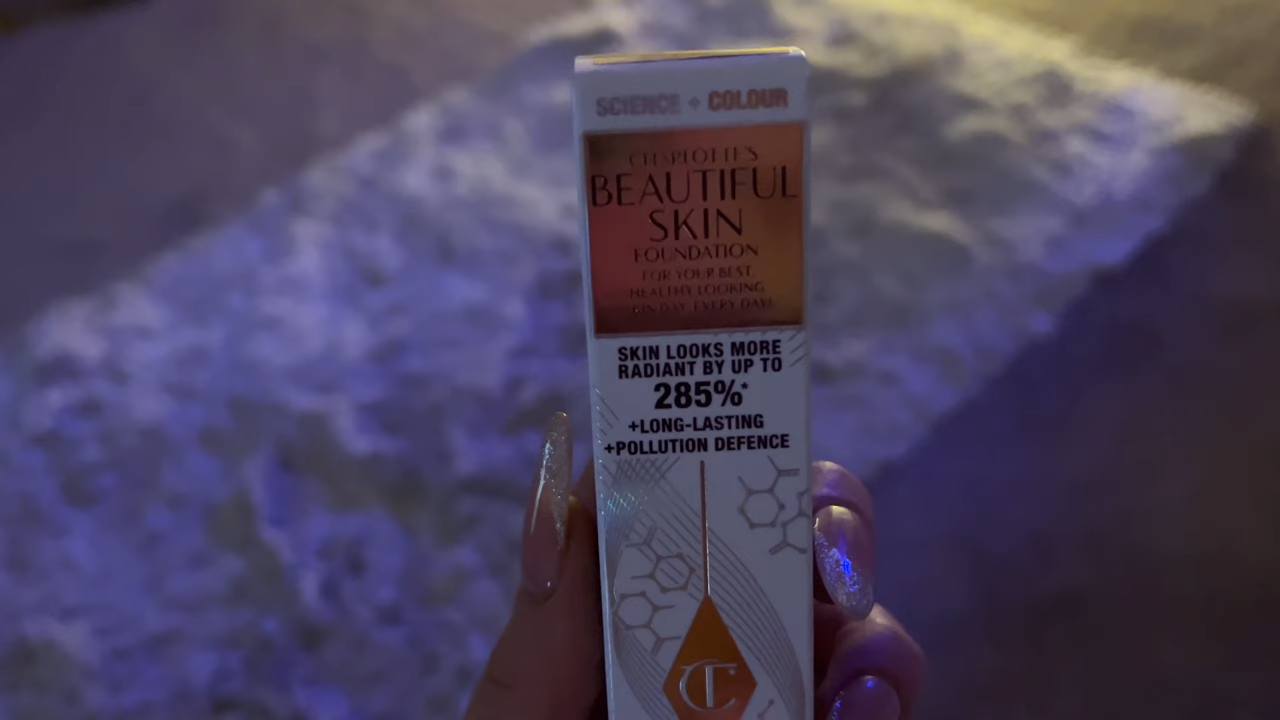 SCIENCE + COLOUR
CHARLOTTE'S
BEAUTIFUL
SKIN
FOUNDATION
FOR YOUR BEST,
HEALTHY LOOKING
SKIN DAY, EVERY DAY!
SKIN LOOKS MORE
RADIANT BY UP TO
285%*
+LONG-LASTING
+POLLUTION DEFENCE
CT